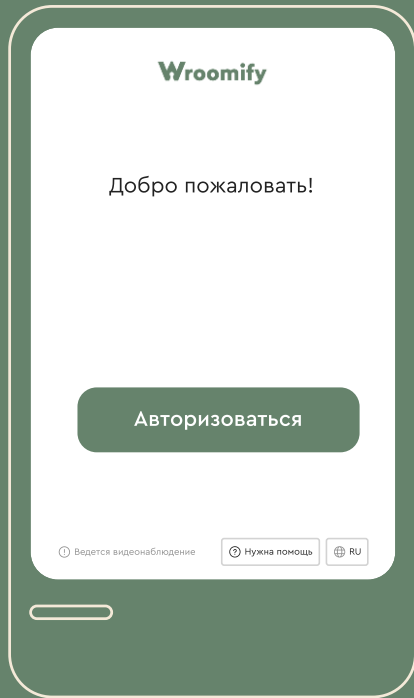 Wroomify
Добро пожаловать!
Авторизоваться
Ведется видеонаблюдение
Нужна помощь
RU